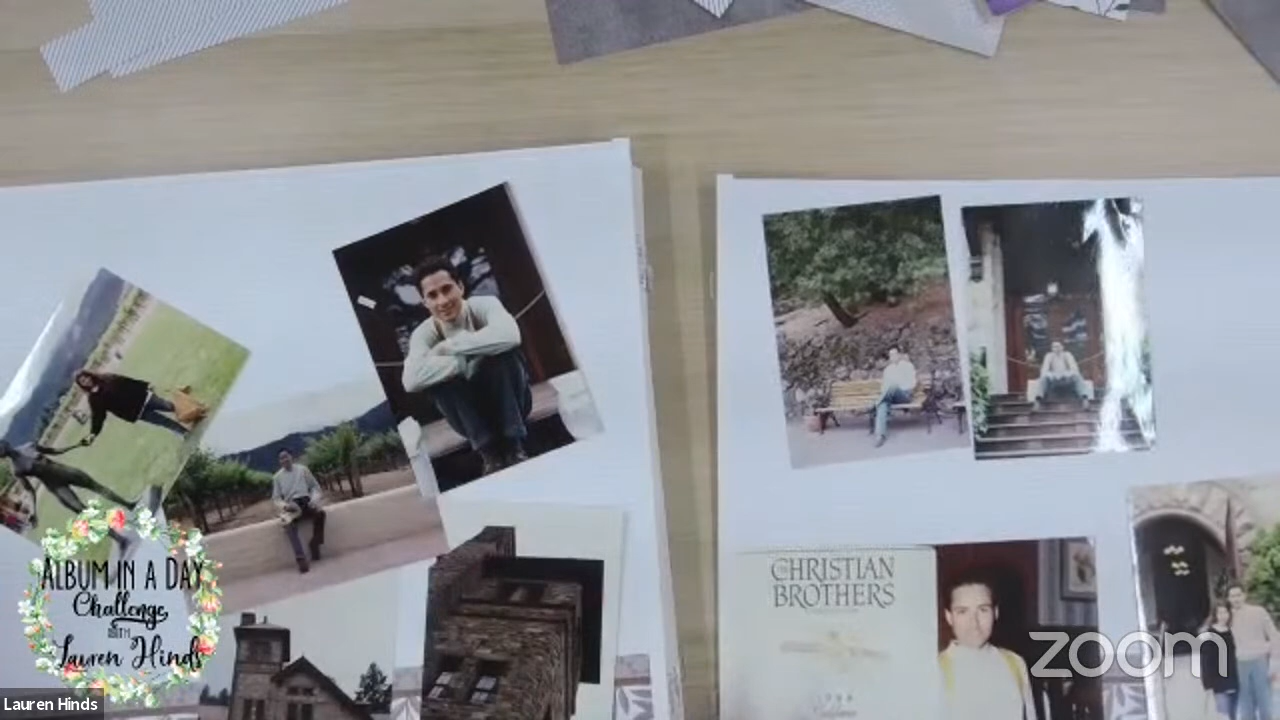 CHRISTIAN
BROTHERS
ALBUM IN A DAY
Challenge
WITH
Lauren Hinds
zoom
Lauren Hinds